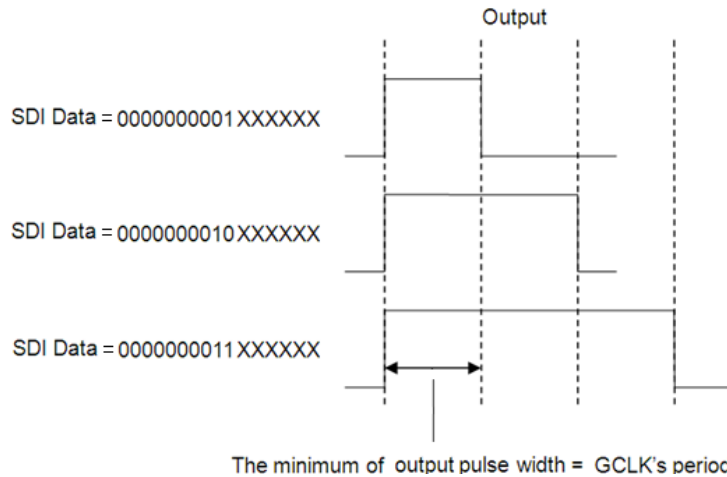 Output
SDI Data = 0000000001XXXXXX
SDI Data = 0000000010XXXXXX
SDI Data = 0000000011XXXXXX
The minimum of output pulse width = GCLK's period